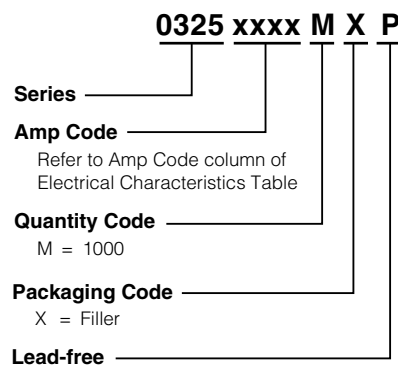 0325 xxxx M X P
Series
Amp Code
Refer to Amp Code column of
Electrical Characteristics Table
Quantity Code
M = 1000
Packaging Code
X = Filler
Lead-free